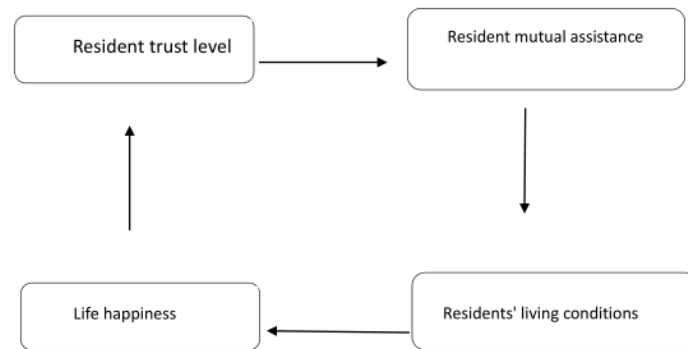 Resident trust level
Resident mutual assistance
Life happiness
Residents' living conditions